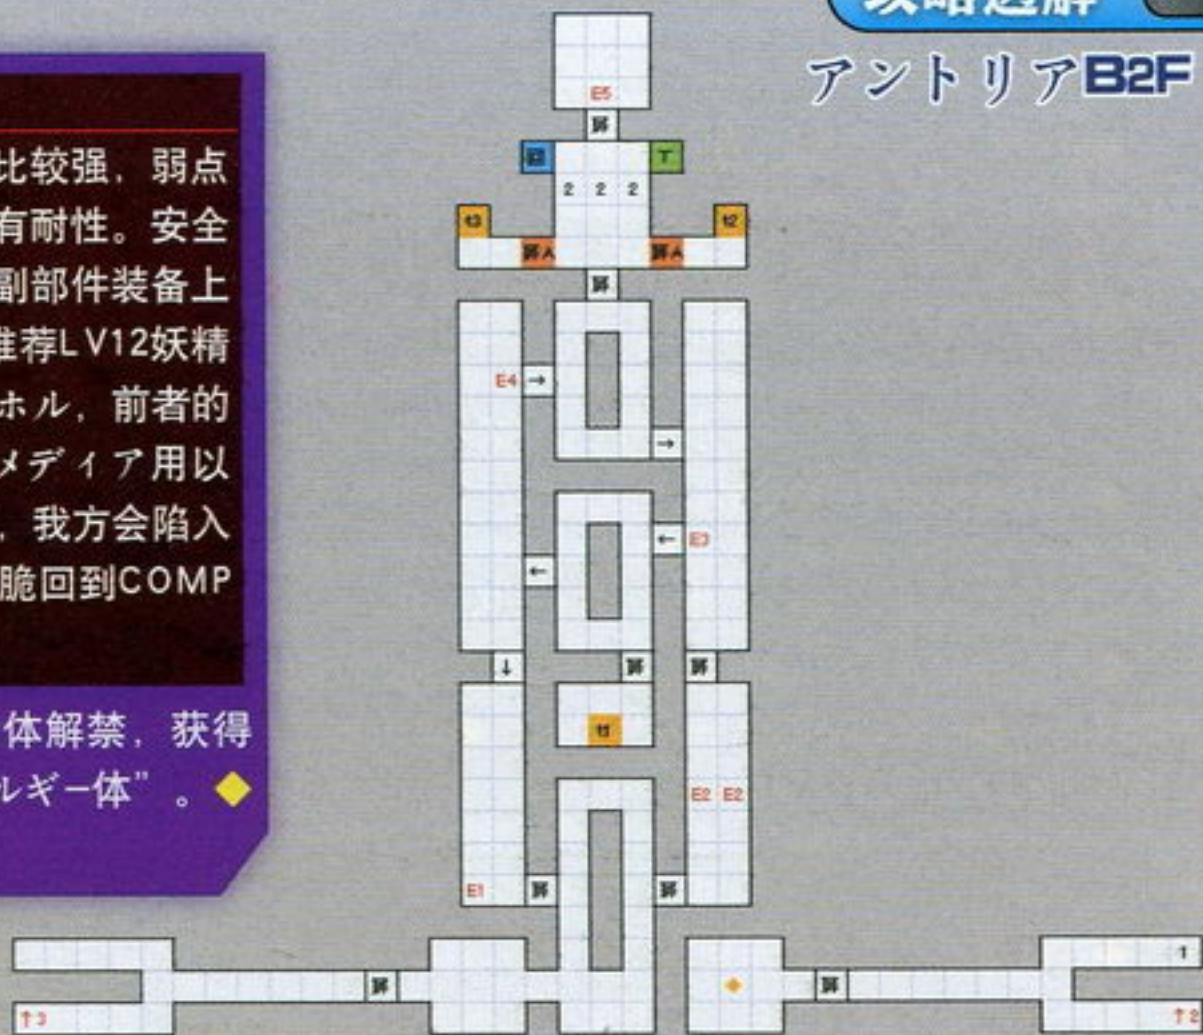 攻略透解
アントリアB2F
比较强，弱点
有耐性。安全
副部件装备上
推荐LV12妖精
ホル，前者的
メディア用以
，我方会陷入
脆回到COMP
体解禁，获得
ルギー体”。◆
E5
T
2 2 2
t3
t2
A
A
E4 →
→
← E3
←
↓
t1
E2 E2
E1
1
↑3
↑2